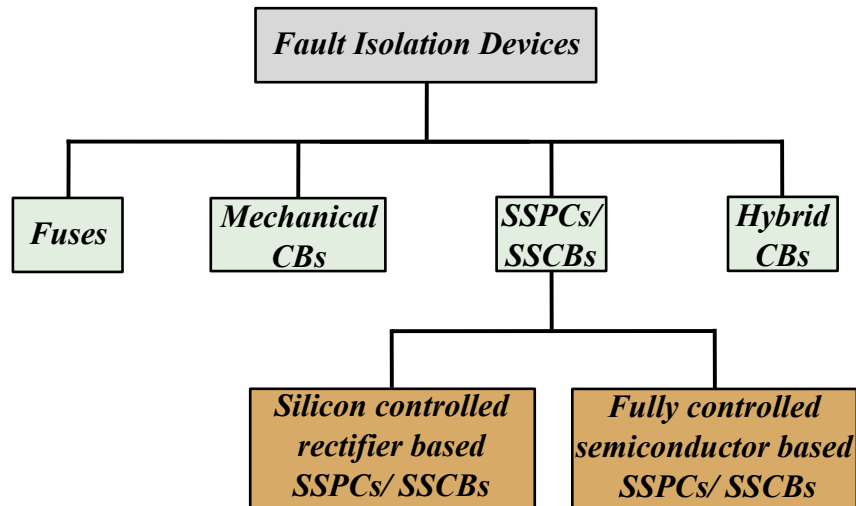 Fault Isolation Devices
Fuses
Mechanical
CBs
SSPCs/
SSCBs
Hybrid
CBs
Silicon controlled
rectifier based
SSPCs/ SSCBs
Fully controlled
semiconductor based
SSPCs/ SSCBs